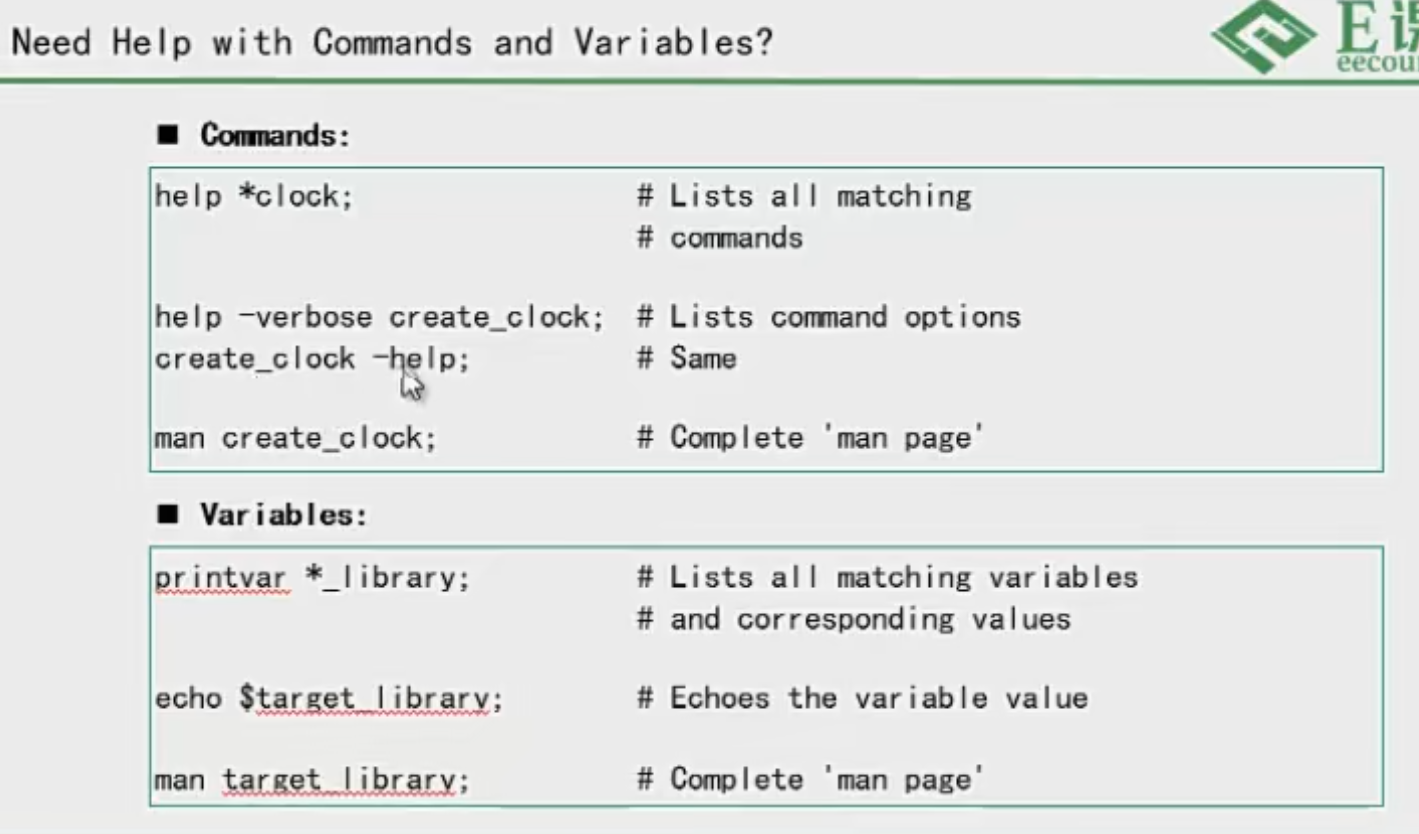 Need Help with Commands and Variables?
E课
■ Commands:
help *clock; # Lists all matching
# commands
help -verbose create_clock; # Lists command options
create_clock -help; # Same
man create_clock; # Complete 'man page'
■ Variables:
printvar *_library; # Lists all matching variables
# and corresponding values
echo $target_library; # Echoes the variable value
man target_library; # Complete 'man page'